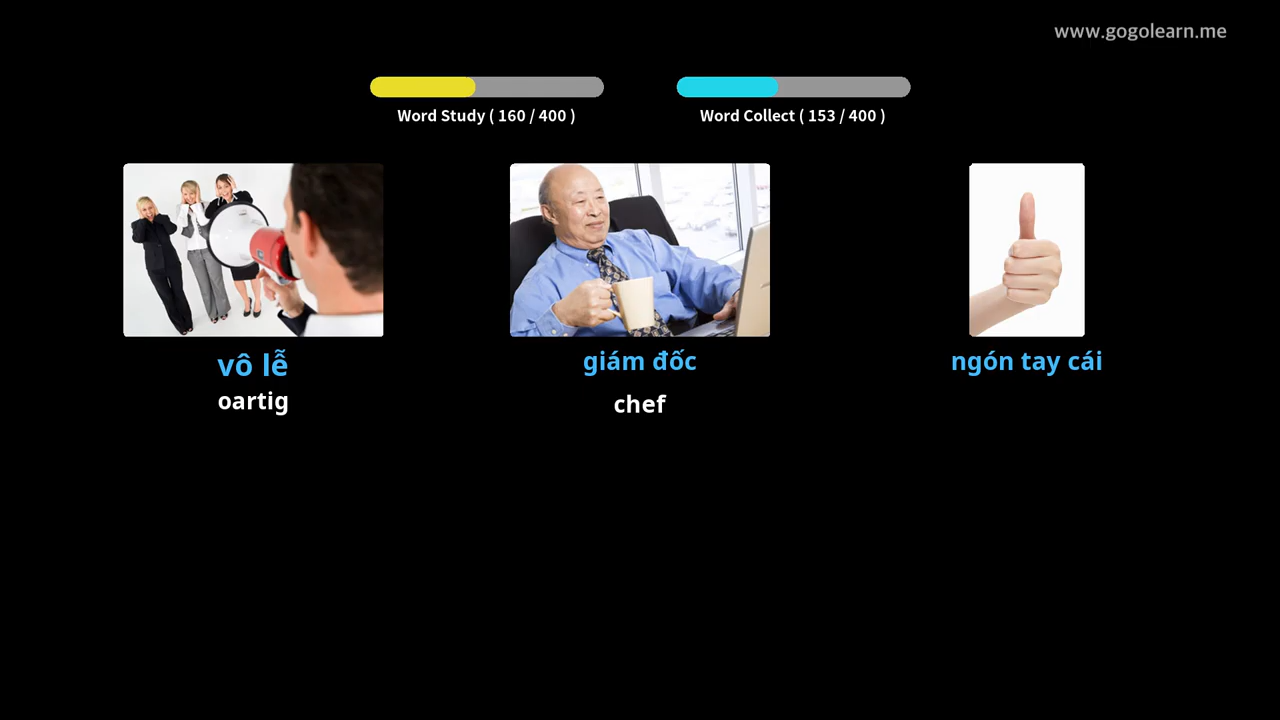 www.gogolearn.me
Word Study ( 160 / 400 )
Word Collect ( 153 / 400 )
vô lễ
oartig
giám đốc
chef
ngón tay cái